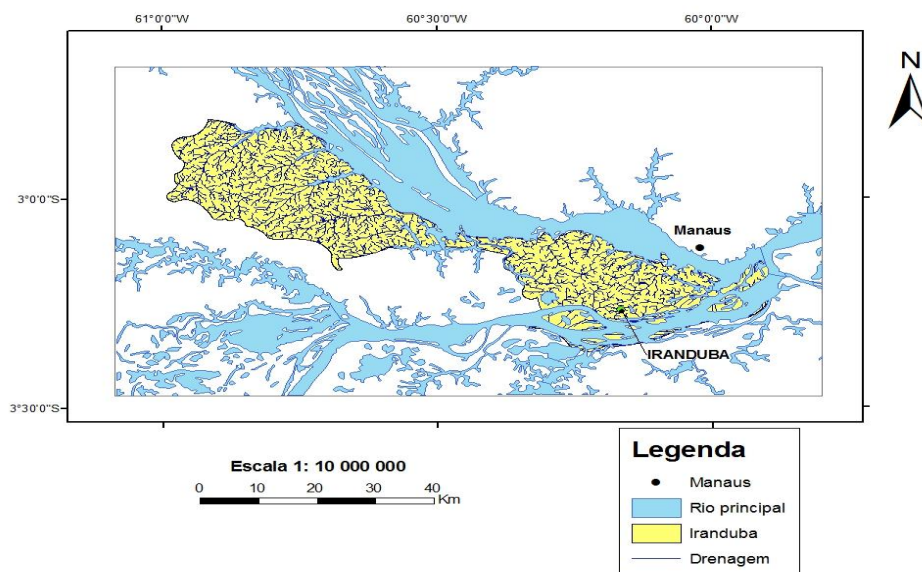 61°0'0"W 60°30'0"W 60°0'0"W
N
3°0'0"S
Manaus
IRANDUBA
3°30'0"S
Escala 1: 10 000 000
0 10 20 30 40
Km
Legenda
Manaus
Rio principal
Iranduba
Drenagem